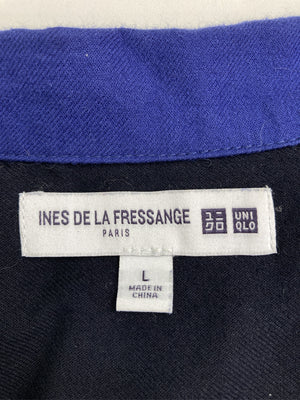 INES DE LA FRESSANGE
PARIS
ユニ
クロ
UNI
QLO
L
MADE IN
CHINA